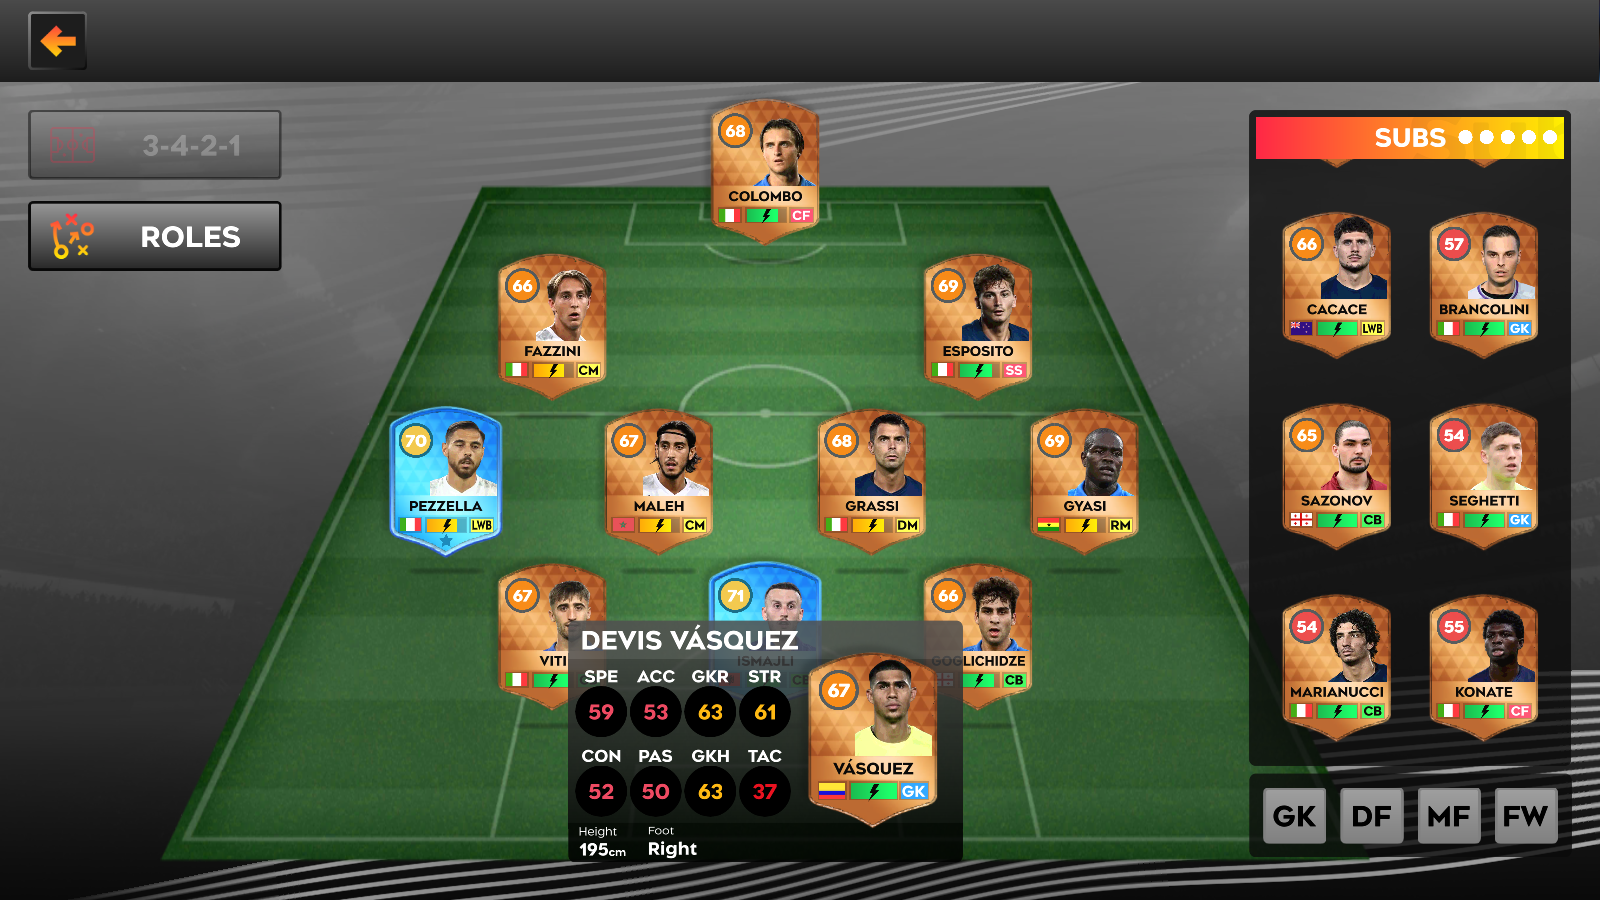 3-4-2-1
ROLES
68
COLOMBO
CF
66
FAZZINI
CM
69
ESPOSITO
SS
70
PEZZELLA
LWB
67
MALEH
CM
68
GRASSI
DM
69
GYASI
RM
67
VITI
71
ISMAJLI
CB
66
GOGLICHIDZE
CB
DEVIS VÁSQUEZ
SPE ACC GKR STR
59 53 63 61
CON PAS GKH TAC
52 50 63 37
Height Foot
195cm Right
67
VÁSQUEZ
GK
SUBS
66
CACACE
LWB
57
BRANCOLINI
GK
65
SAZONOV
CB
54
SEGHETTI
GK
54
MARIANUCCI
CB
55
KONATE
CF
GK DF MF FW